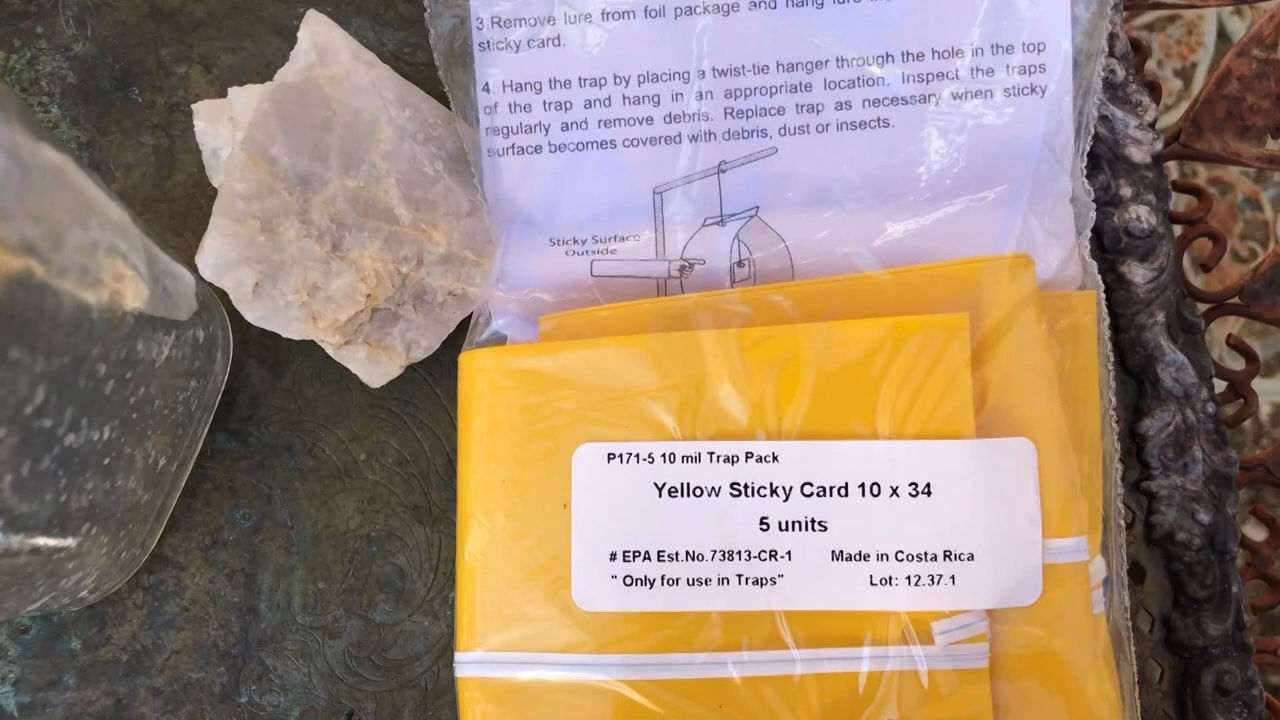 3.Remove lure from foil package and hang lure
sticky card.
4. Hang the trap by placing a twist-tie hanger through the hole in the top
of the trap and hang in an appropriate location. Inspect the traps
regularly and remove debris. Replace trap as necessary when sticky
surface becomes covered with debris, dust or insects.
Sticky Surface
Outside
P171-5 10 mil Trap Pack
Yellow Sticky Card 10 x 34
5 units
# EPA Est.No.73813-CR-1 Made in Costa Rica
" Only for use in Traps" Lot: 12.37.1